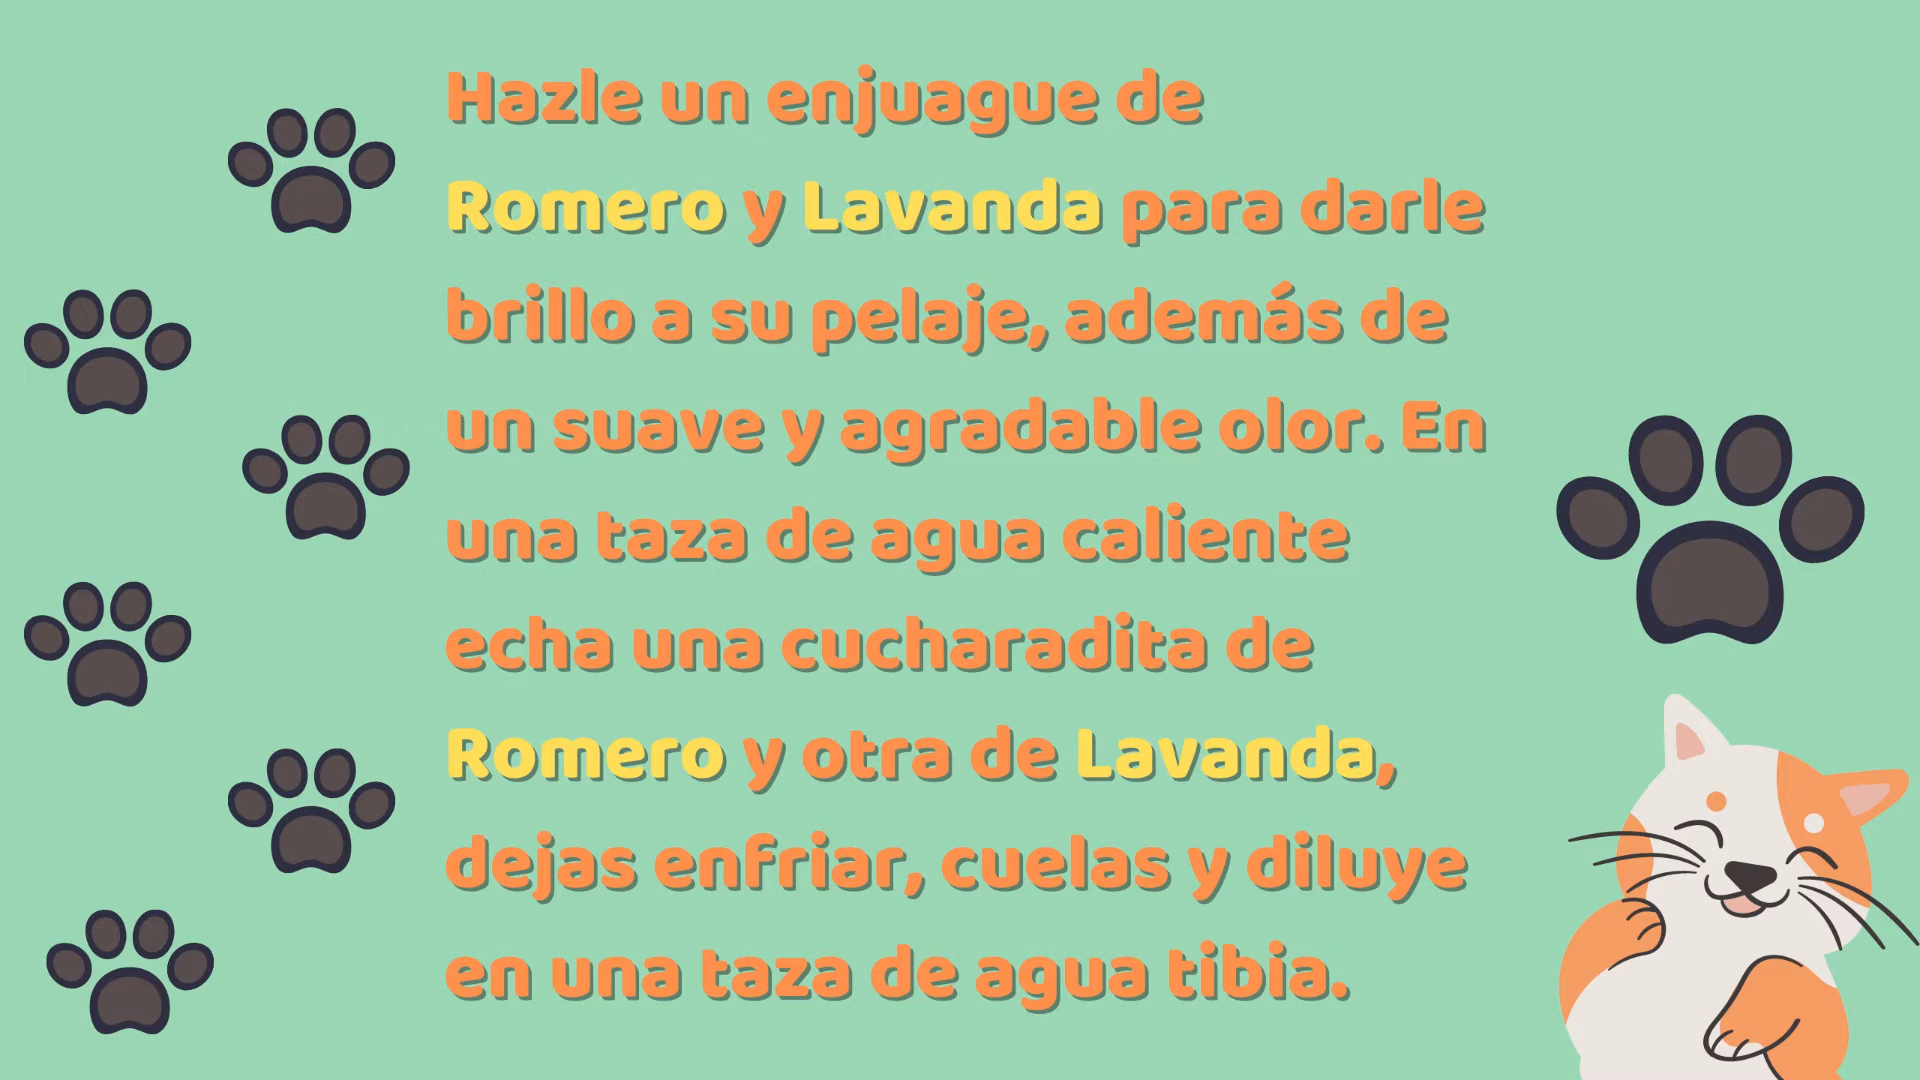 Hazle un enjuague de
Romero y Lavanda para darle
brillo a su pelaje, además de
un suave y agradable olor. En
una taza de agua caliente
echa una cucharadita de
Romero y otra de Lavanda,
dejas enfriar, cuelas y diluye
en una taza de agua tibia.